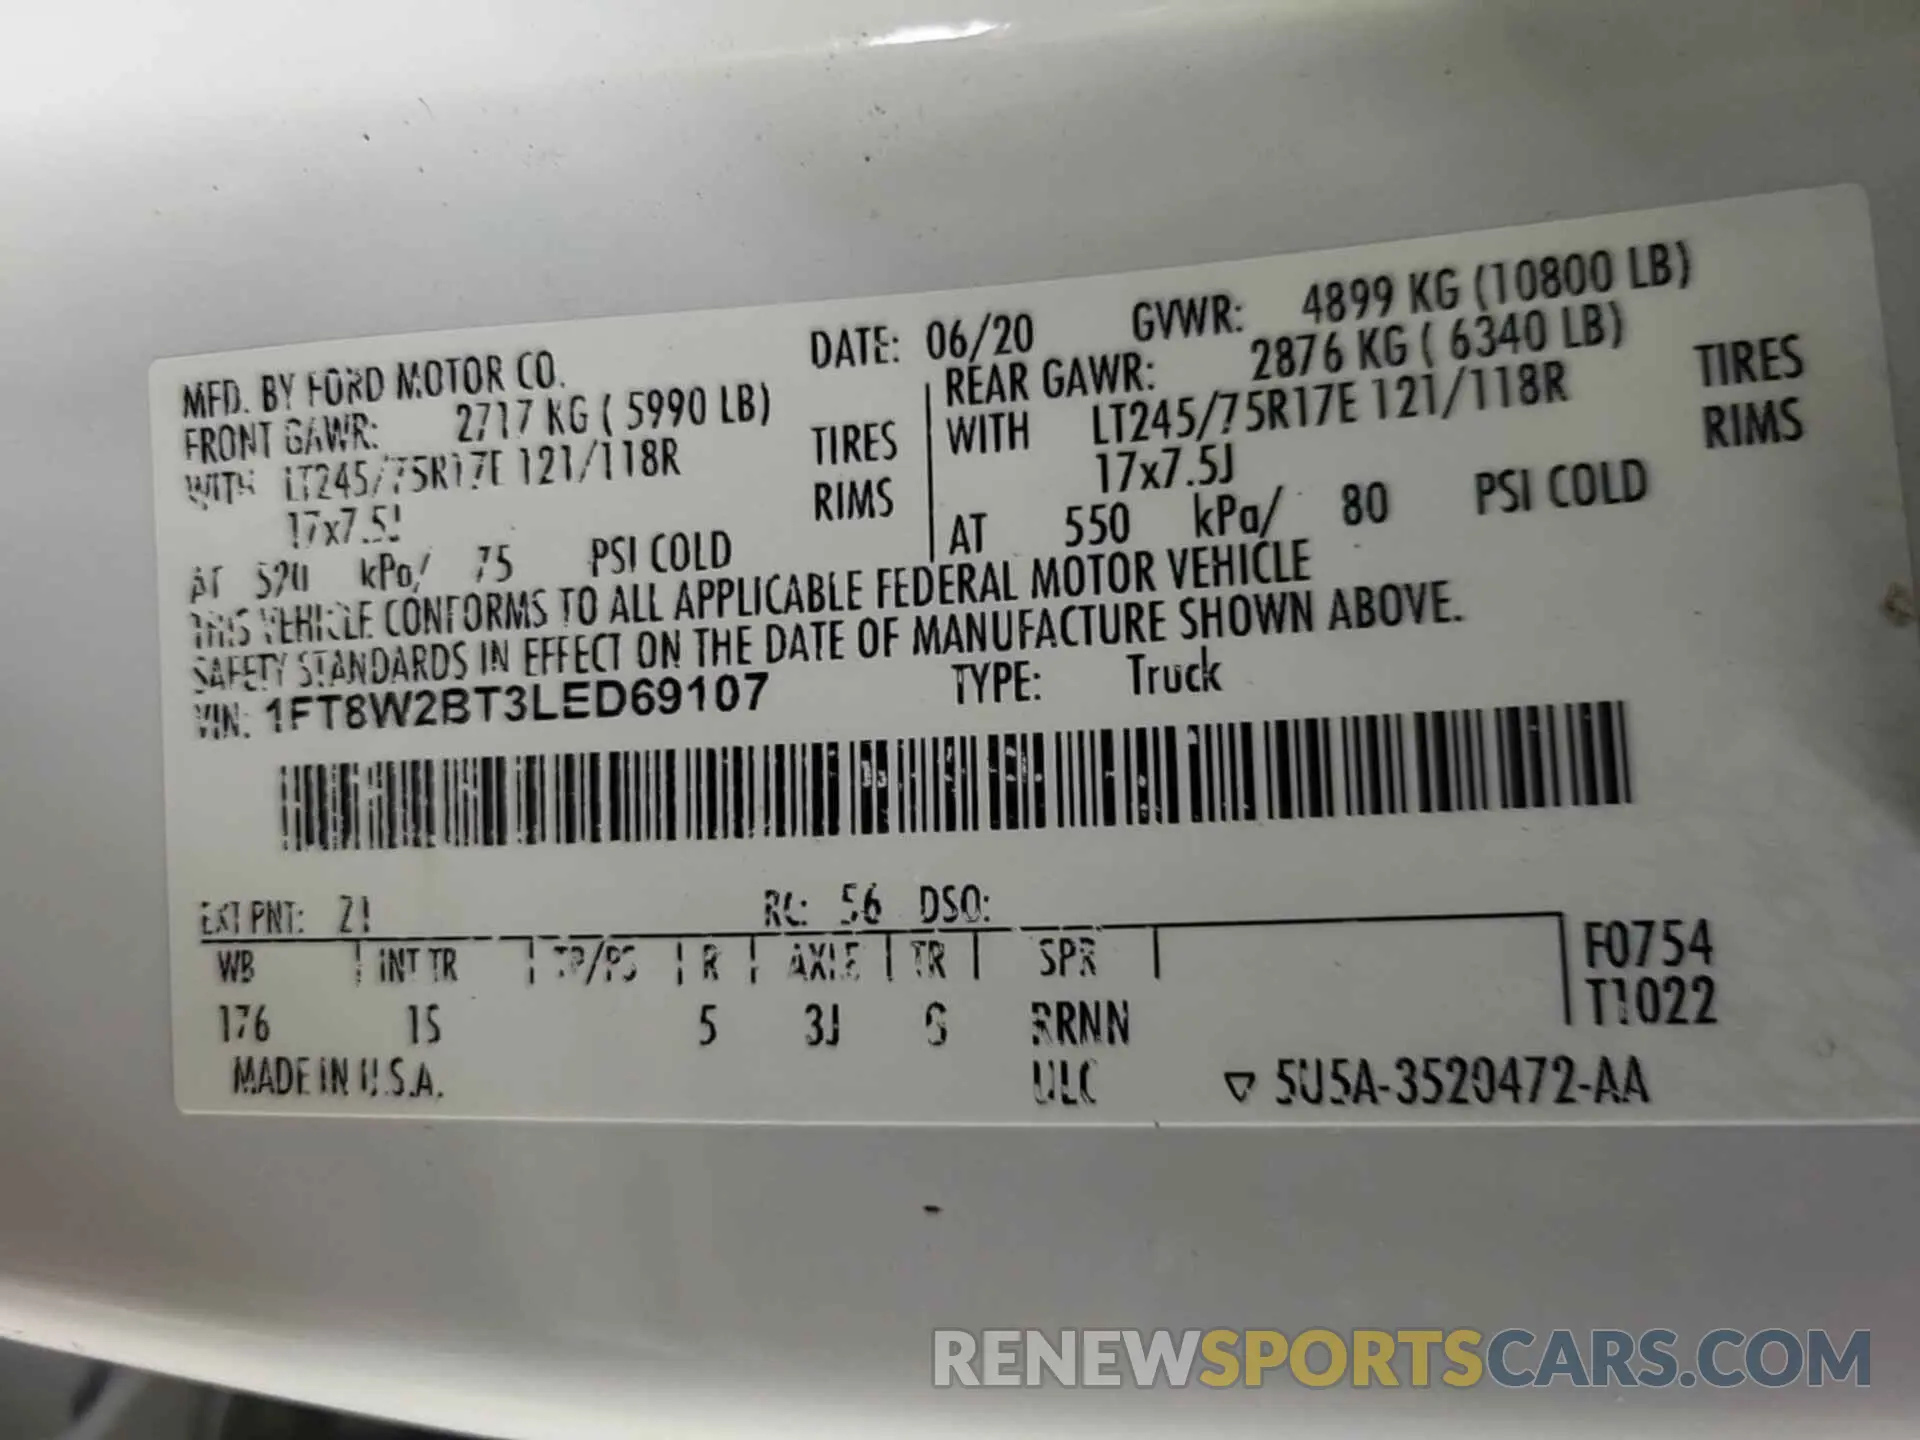 MFD. BY FORD MOTOR CO. DATE: 06/20 GVWR: 4899 KG (10800 LB)
FRONT GAWR: 2717 KG ( 5990 LB) REAR GAWR: 2876 KG ( 6340 LB)
WITH LT245/75R17E 121/118R TIRES WITH LT245/75R17E 121/118R TIRES
17x7.5J RIMS 17x7.5J RIMS
AT 520 kPa/ 75 PSI COLD AT 550 kPa/ 80 PSI COLD
THIS VEHICLE CONFORMS TO ALL APPLICABLE FEDERAL MOTOR VEHICLE
SAFETY STANDARDS IN EFFECT ON THE DATE OF MANUFACTURE SHOWN ABOVE.
VIN: 1FT8W2BT3LED69107 TYPE: Truck
EXT PNT: Z1 RC: 56 DSO:
WB INT TR TP/PS R AXLE TR SPR F0754
176 1S 5 3J RRNN T1022
MADE IN U.S.A. ULC ▽ 5U5A-3520472-AA
RENEWSPORTSCARS.COM